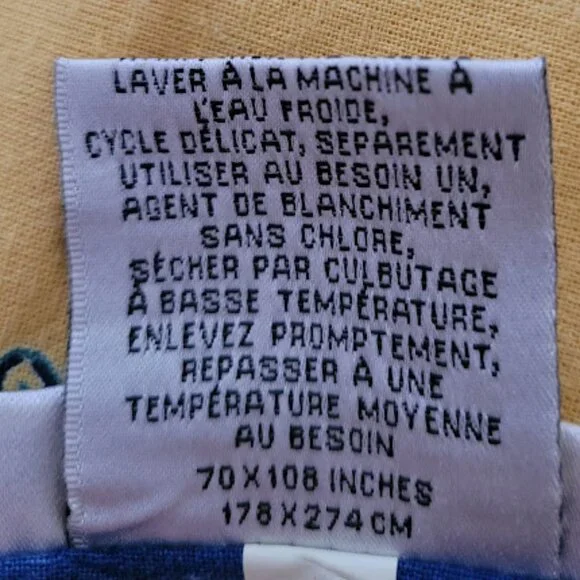 LAVER À LA MACHINE À
L'EAU FROIDE,
CYCLE DÉLICAT, SEPAREMENT
UTILISER AU BESOIN UN,
AGENT DE BLANCHIMENT
SANS CHLORE,
SÉCHER PAR CULBUTAGE
À BASSE TEMPÉRATURE,
ENLEVEZ PROMPTEMENT,
REPASSER À UNE
TEMPÉRATURE MOYENNE
AU BESOIN
70 X 108 INCHES
178 X 274 CM